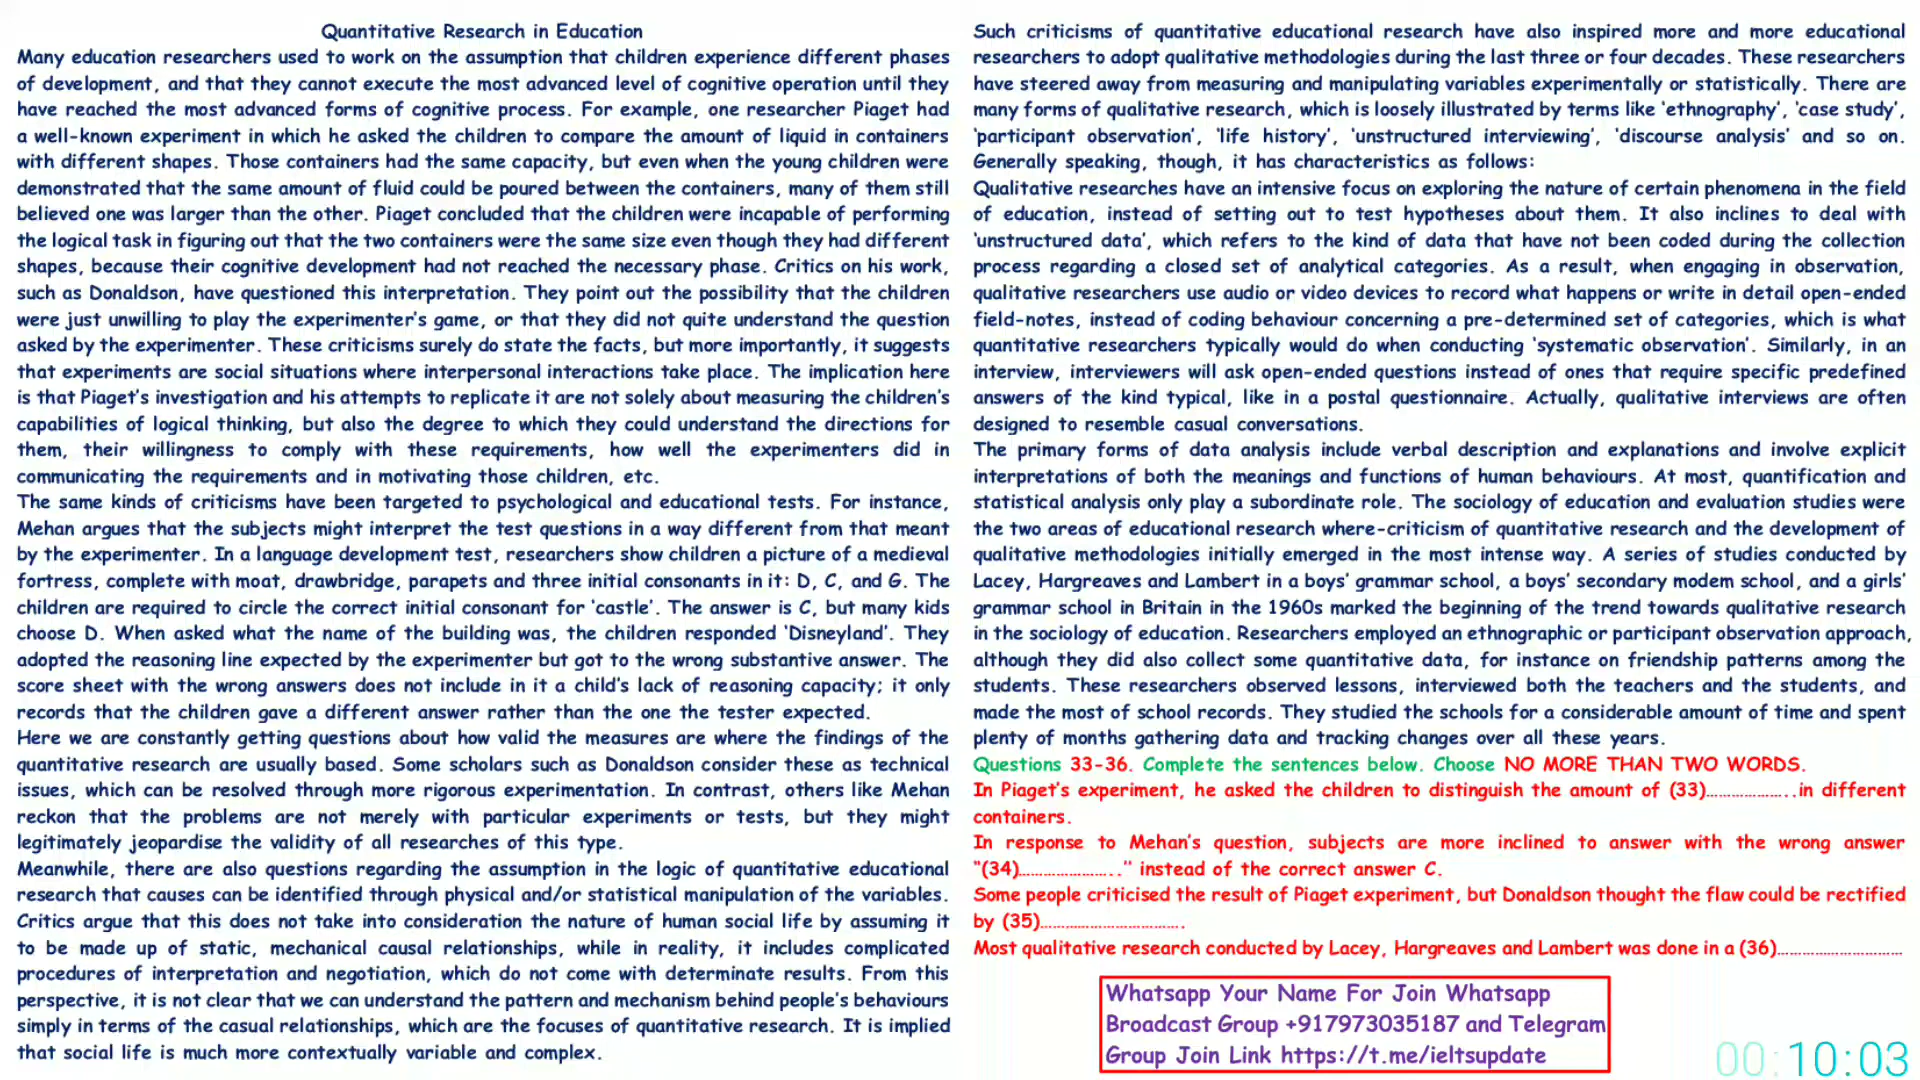 Quantitative Research in Education
Many education researchers used to work on the assumption that children experience different phases
of development, and that they cannot execute the most advanced level of cognitive operation until they
have reached the most advanced forms of cognitive process. For example, one researcher Piaget had
a well-known experiment in which he asked the children to compare the amount of liquid in containers
with different shapes. Those containers had the same capacity, but even when the young children were
demonstrated that the same amount of fluid could be poured between the containers, many of them still
believed one was larger than the other. Piaget concluded that the children were incapable of performing
the logical task in figuring out that the two containers were the same size even though they had different
shapes, because their cognitive development had not reached the necessary phase. Critics on his work,
such as Donaldson, have questioned this interpretation. They point out the possibility that the children
were just unwilling to play the experimenter's game, or that they did not quite understand the question
asked by the experimenter. These criticisms surely do state the facts, but more importantly, it suggests
that experiments are social situations where interpersonal interactions take place. The implication here
is that Piaget's investigation and his attempts to replicate it are not solely about measuring the children's
capabilities of logical thinking, but also the degree to which they could understand the directions for
them, their willingness to comply with these requirements, how well the experimenters did in
communicating the requirements and in motivating those children, etc.
The same kinds of criticisms have been targeted to psychological and educational tests. For instance,
Mehan argues that the subjects might interpret the test questions in a way different from that meant
by the experimenter. In a language development test, researchers show children a picture of a medieval
fortress, complete with moat, drawbridge, parapets and three initial consonants in it: D, C, and G. The
children are required to circle the correct initial consonant for 'castle'. The answer is C, but many kids
choose D. When asked what the name of the building was, the children responded 'Disneyland'. They
adopted the reasoning line expected by the experimenter but got to the wrong substantive answer. The
score sheet with the wrong answers does not include in it a child's lack of reasoning capacity; it only
records that the children gave a different answer rather than the one the tester expected.
Here we are constantly getting questions about how valid the measures are where the findings of the
quantitative research are usually based. Some scholars such as Donaldson consider these as technical
issues, which can be resolved through more rigorous experimentation. In contrast, others like Mehan
reckon that the problems are not merely with particular experiments or tests, but they might
legitimately jeopardise the validity of all researches of this type.
Meanwhile, there are also questions regarding the assumption in the logic of quantitative educational
research that causes can be identified through physical and/or statistical manipulation of the variables.
Critics argue that this does not take into consideration the nature of human social life by assuming it
to be made up of static, mechanical causal relationships, while in reality, it includes complicated
procedures of interpretation and negotiation, which do not come with determinate results. From this
perspective, it is not clear that we can understand the pattern and mechanism behind people's behaviours
simply in terms of the casual relationships, which are the focuses of quantitative research. It is implied
that social life is much more contextually variable and complex.
Such criticisms of quantitative educational research have also inspired more and more educational
researchers to adopt qualitative methodologies during the last three or four decades. These researchers
have steered away from measuring and manipulating variables experimentally or statistically. There are
many forms of qualitative research, which is loosely illustrated by terms like 'ethnography', 'case study',
'participant observation', 'life history', 'unstructured interviewing', 'discourse analysis' and so on.
Generally speaking, though, it has characteristics as follows:
Qualitative researches have an intensive focus on exploring the nature of certain phenomena in the field
of education, instead of setting out to test hypotheses about them. It also inclines to deal with
'unstructured data', which refers to the kind of data that have not been coded during the collection
process regarding a closed set of analytical categories. As a result, when engaging in observation,
qualitative researchers use audio or video devices to record what happens or write in detail open-ended
field-notes, instead of coding behaviour concerning a pre-determined set of categories, which is what
quantitative researchers typically would do when conducting 'systematic observation'. Similarly, in an
interview, interviewers will ask open-ended questions instead of ones that require specific predefined
answers of the kind typical, like in a postal questionnaire. Actually, qualitative interviews are often
designed to resemble casual conversations.
The primary forms of data analysis include verbal description and explanations and involve explicit
interpretations of both the meanings and functions of human behaviours. At most, quantification and
statistical analysis only play a subordinate role. The sociology of education and evaluation studies were
the two areas of educational research where-criticism of quantitative research and the development of
qualitative methodologies initially emerged in the most intense way. A series of studies conducted by
Lacey, Hargreaves and Lambert in a boys' grammar school, a boys' secondary modem school, and a girls'
grammar school in Britain in the 1960s marked the beginning of the trend towards qualitative research
in the sociology of education. Researchers employed an ethnographic or participant observation approach,
although they did also collect some quantitative data, for instance on friendship patterns among the
students. These researchers observed lessons, interviewed both the teachers and the students, and
made the most of school records. They studied the schools for a considerable amount of time and spent
plenty of months gathering data and tracking changes over all these years.
Questions 33-36. Complete the sentences below. Choose NO MORE THAN TWO WORDS.
In Piaget's experiment, he asked the children to distinguish the amount of (33)....................in different
containers.
In response to Mehan's question, subjects are more inclined to answer with the wrong answer
"(34)........................" instead of the correct answer C.
Some people criticised the result of Piaget experiment, but Donaldson thought the flaw could be rectified
by (35)................................
Most qualitative research conducted by Lacey, Hargreaves and Lambert was done in a (36)............................
Whatsapp Your Name For Join Whatsapp
Broadcast Group +917973035187 and Telegram
Group Join Link https://t.me/ieltsupdate
00:10:03